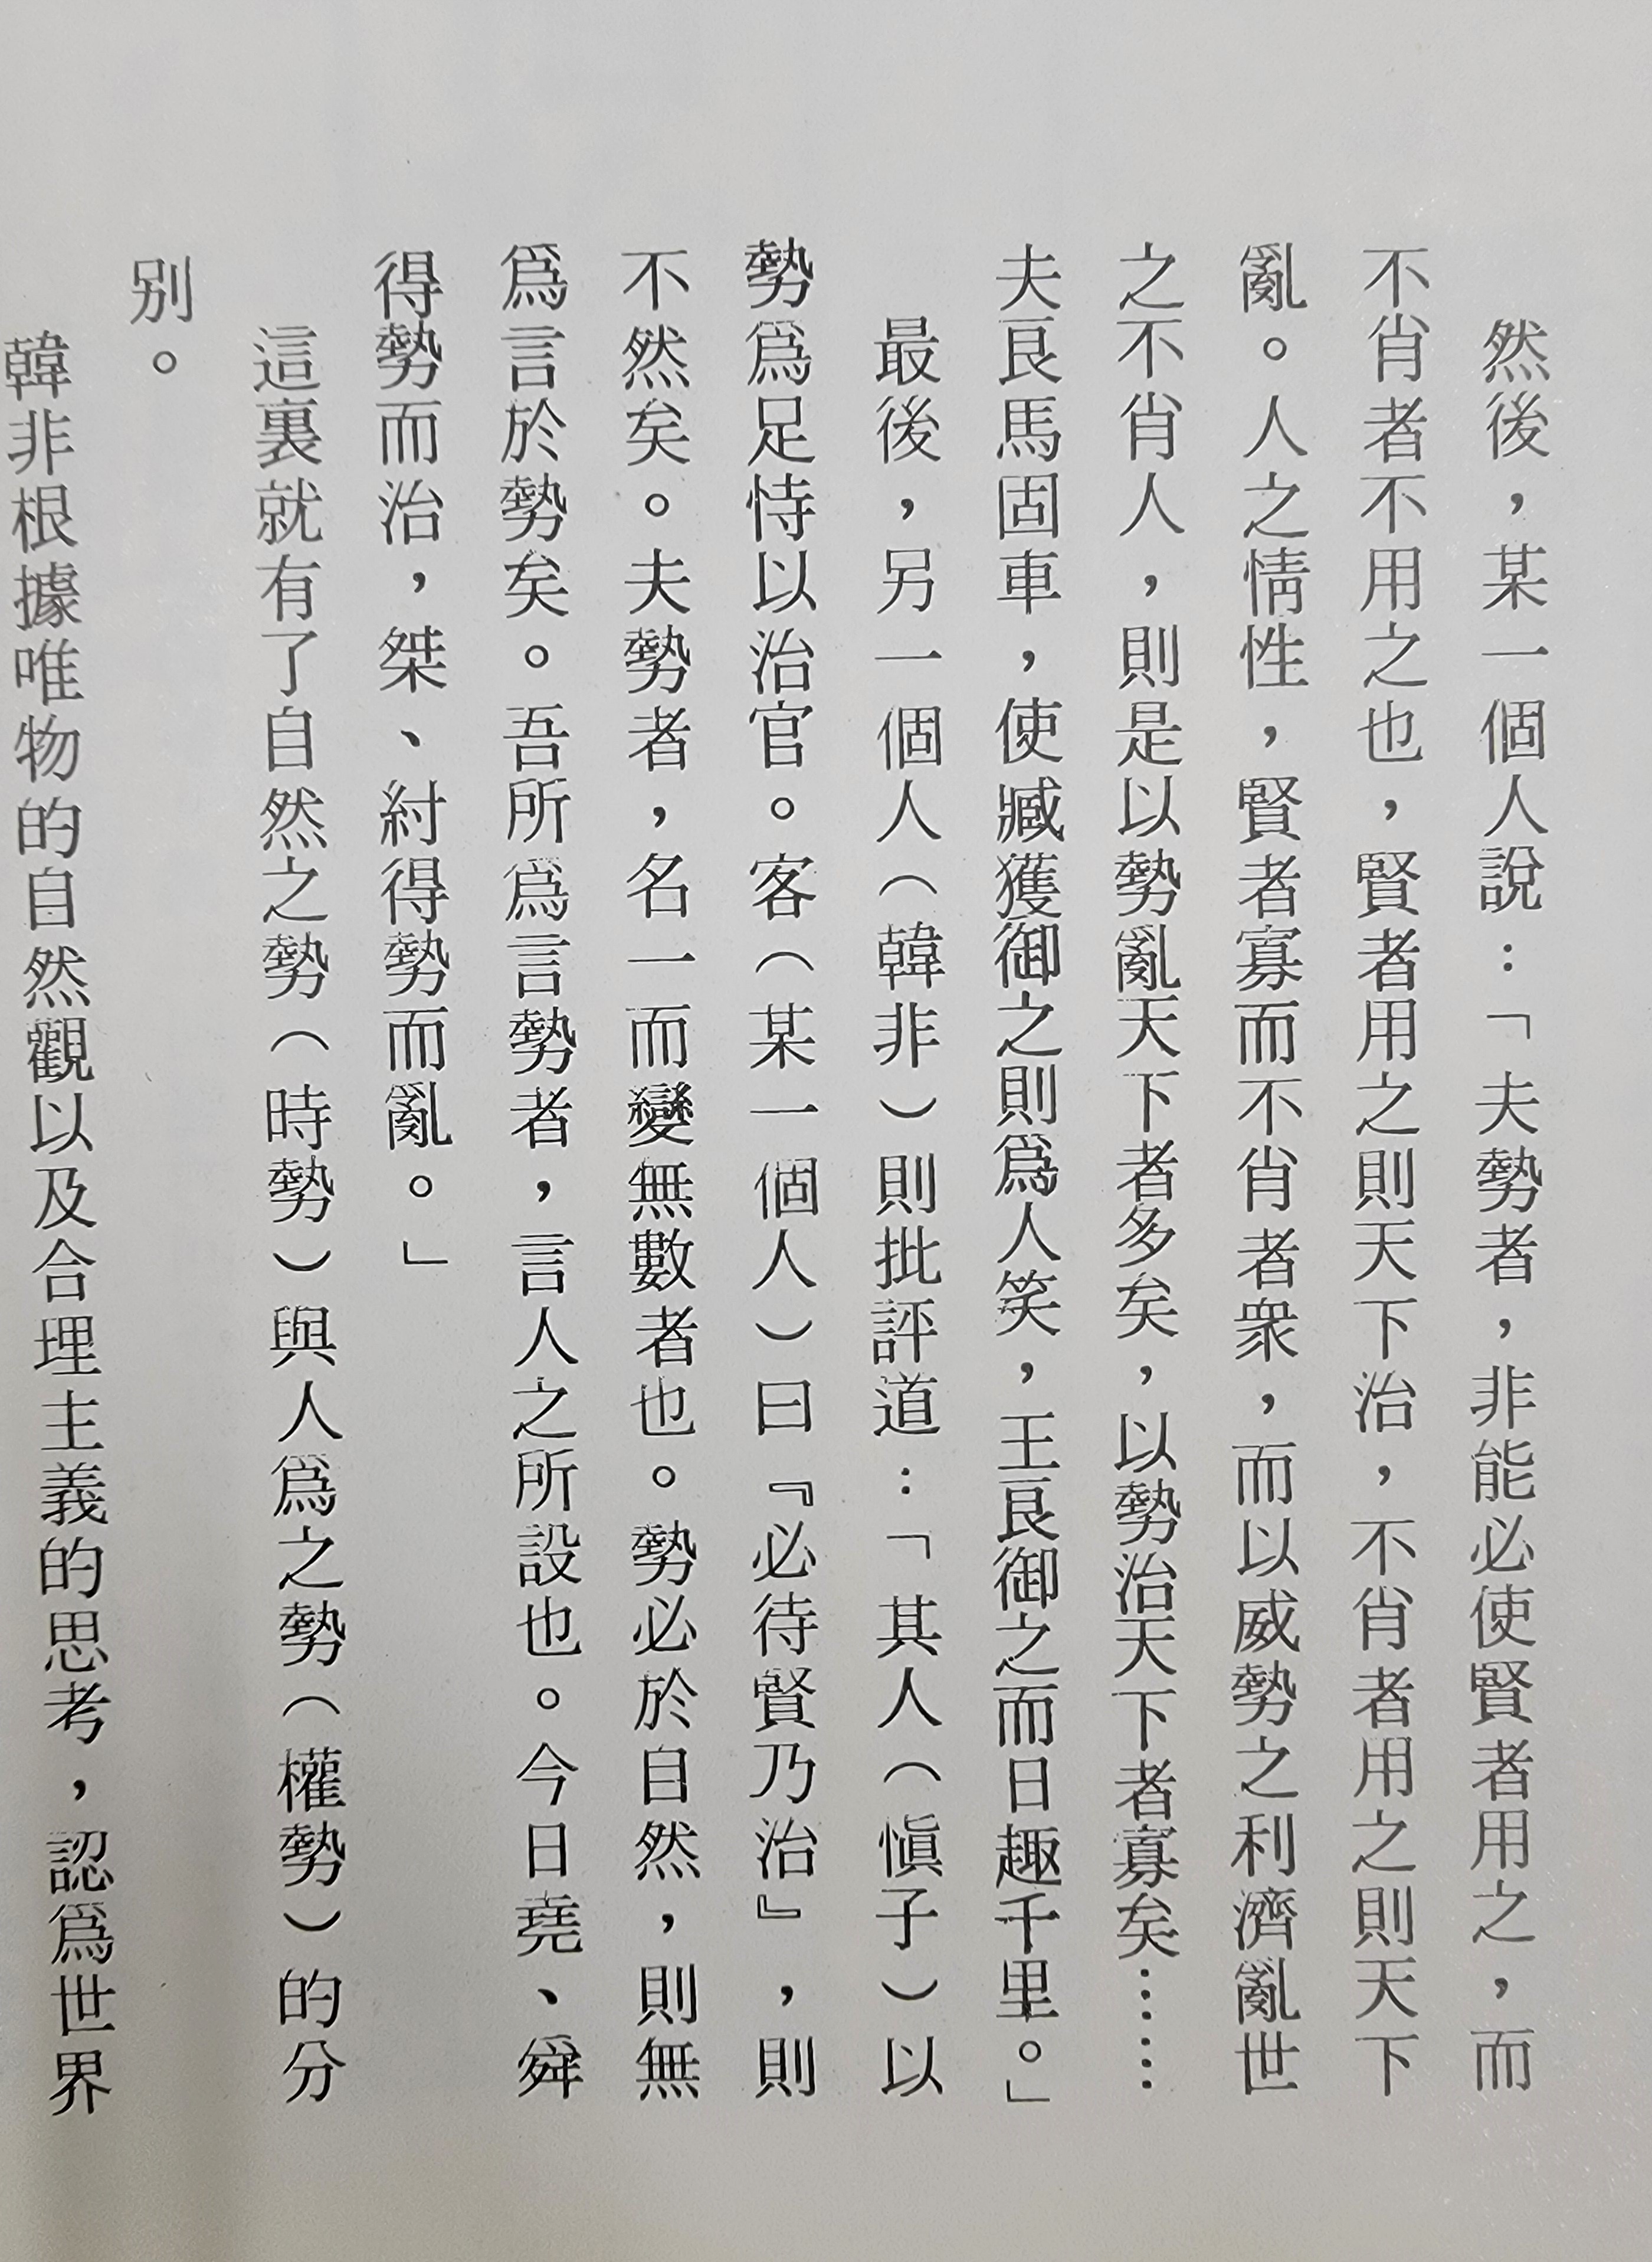 然後，某一個人說：「夫勢者，非能必使賢者用之，而
不肖者不用之也，賢者用之則天下治，不肖者用之則天下
亂。人之情性，賢者寡而不肖者衆，而以威勢之利濟亂世
之不肖人，則是以勢亂天下者多矣，以勢治天下者寡矣……
夫良馬固車，使臧獲御之則爲人笑，王良御之而日趣千里。」
最後，另一個人（韓非）則批評道：「其人（愼子）以
勢爲足恃以治官。客（某一個人）曰『必待賢乃治』，則
不然矣。夫勢者，名一而變無數者也。勢必於自然，則無
爲言於勢矣。吾所爲言勢者，言人之所設也。今日堯、舜
得勢而治，桀、紂得勢而亂。」
這裏就有了自然之勢（時勢）與人爲之勢（權勢）的分
別。
韓非根據唯物的自然觀以及合理主義的思考，認爲世界